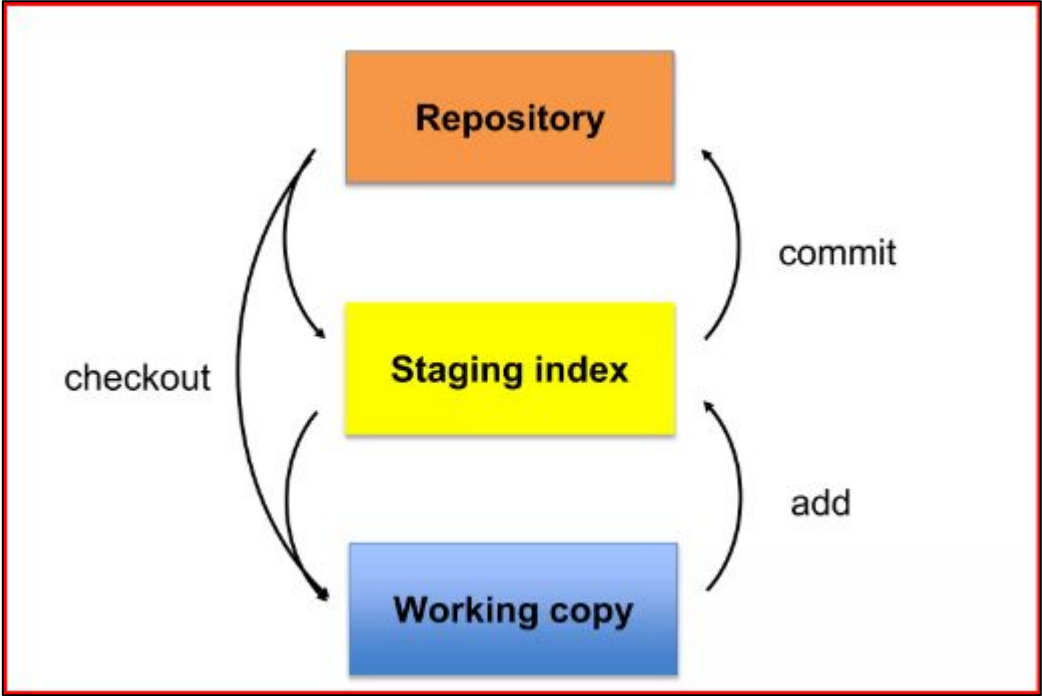 Repository
commit
Staging index
checkout
add
Working copy